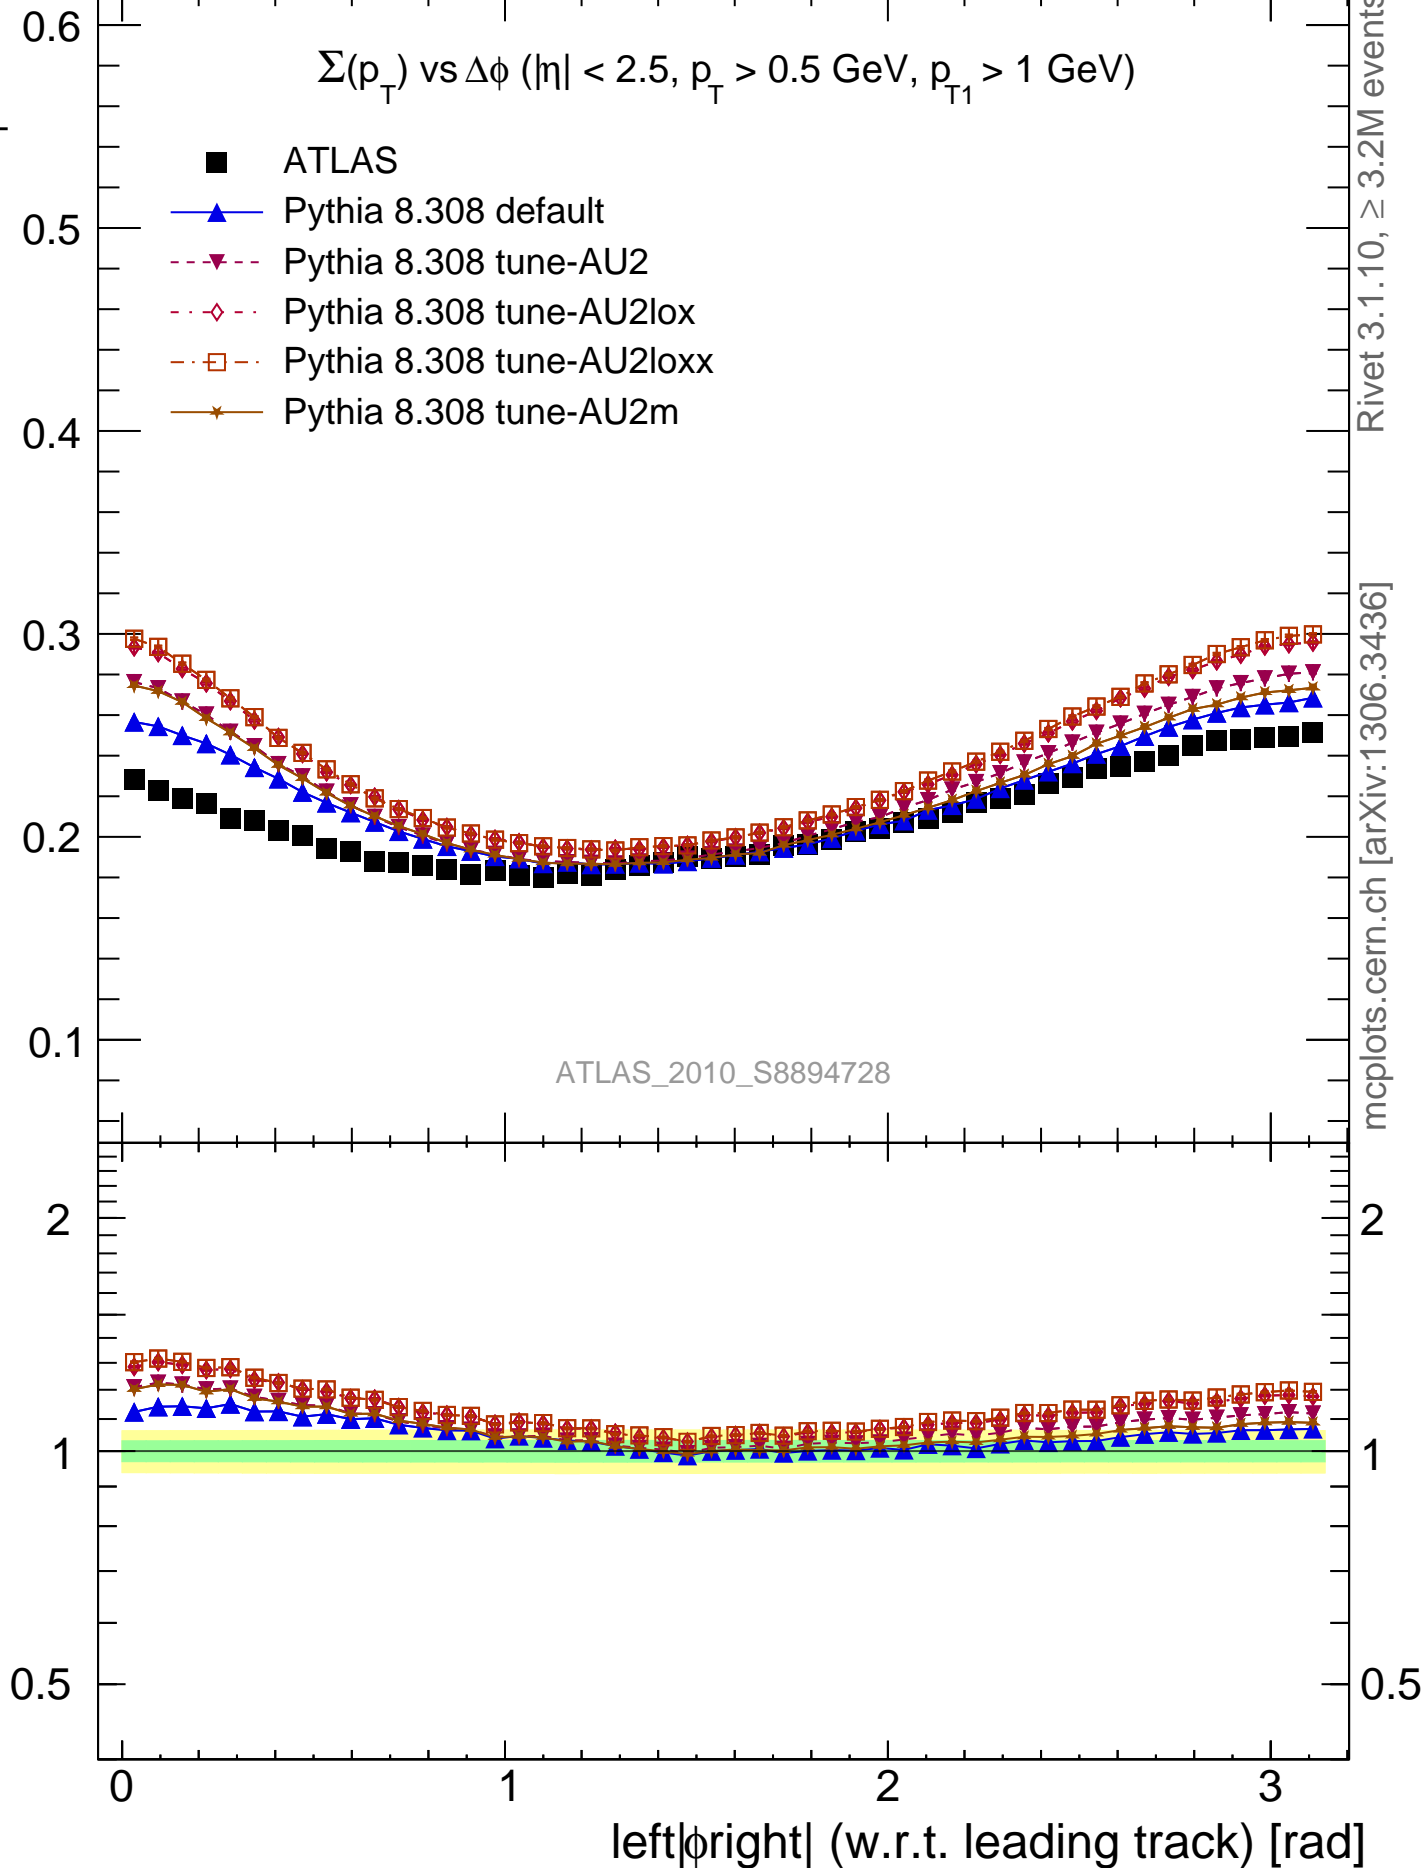 0.6
0.5
0.4
0.3
0.2
0.1
Σ(p_T) vs Δϕ (|η| < 2.5, p_T > 0.5 GeV, p_T1 > 1 GeV)
ATLAS
Pythia 8.308 default
Pythia 8.308 tune-AU2
Pythia 8.308 tune-AU2lox
Pythia 8.308 tune-AU2loxx
Pythia 8.308 tune-AU2m
ATLAS_2010_S8894728
Rivet 3.1.10, ≥ 3.2M events
mcplots.cern.ch [arXiv:1306.3436]
2
1
0.5
2
1
0.5
0 1 2 3
left|ϕright| (w.r.t. leading track) [rad]